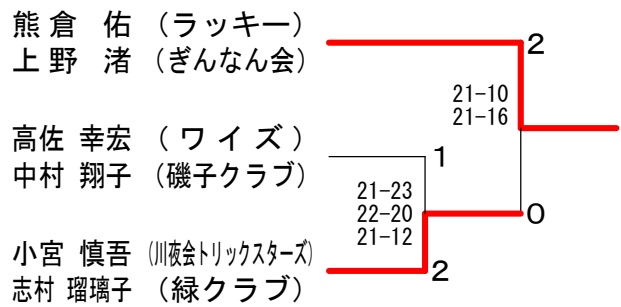 熊倉 佑 (ラッキー)
上野 渚 (ぎんなん会)
2
21-10
21-16
高佐 幸宏 (ワイズ)
中村 翔子 (磯子クラブ)
1
21-23
22-20
21-12
0
小宮 慎吾 (川夜会トリックスターズ)
志村 瑠璃子 (緑クラブ)
2